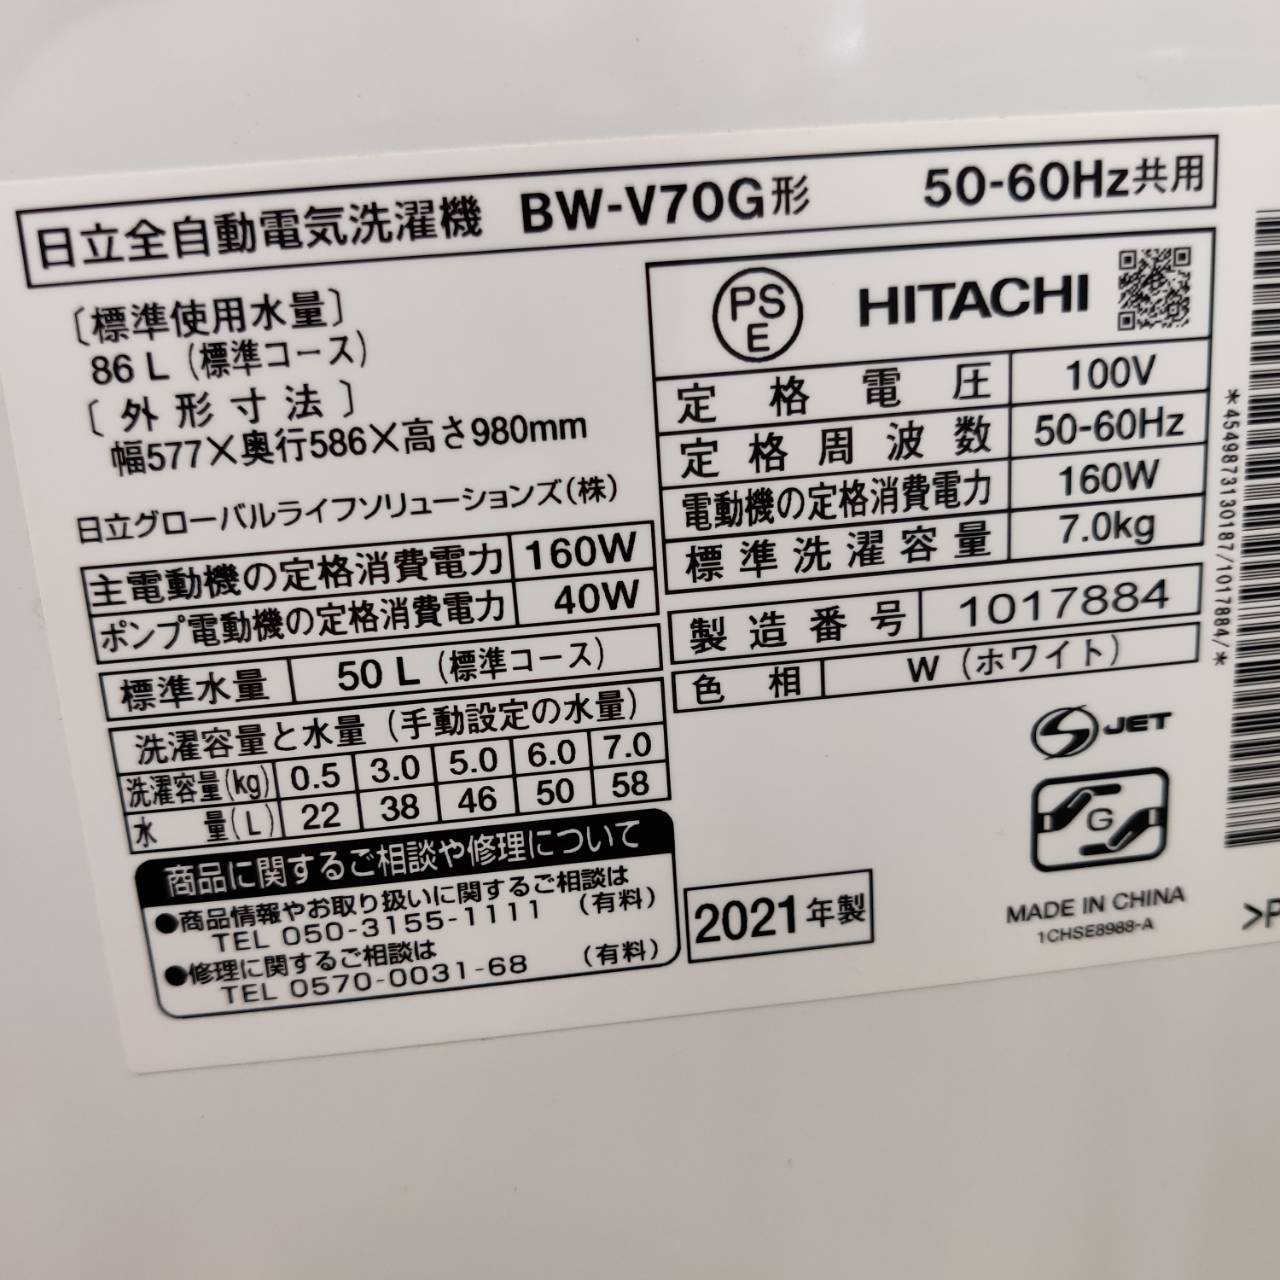 日立全自動電気洗濯機 BW-V70G形 50-60Hz共用
〔標準使用水量〕
86 L (標準コース)
〔外形寸法〕
幅577×奥行586×高さ980mm
日立グローバルライフソリューションズ(株)
主電動機の定格消費電力 160W
ポンプ電動機の定格消費電力 40W
標準水量 50 L (標準コース)
洗濯容量と水量 (手動設定の水量)
洗濯容量(kg) 0.5 3.0 5.0 6.0 7.0
水量(L) 22 38 46 50 58
商品に関するご相談や修理について
●商品情報やお取り扱いに関するご相談は
TEL 050-3155-1111 (有料)
●修理に関するご相談は
TEL 0570-0031-68 (有料)
PS E HITACHI
定格電圧 100V
定格周波数 50-60Hz
電動機の定格消費電力 160W
標準洗濯容量 7.0kg
製造番号 1017884
色相 W (ホワイト)
JET
G
2021年製
MADE IN CHINA
1CHSE8988-A
*4549873130187/1017884/*
>P